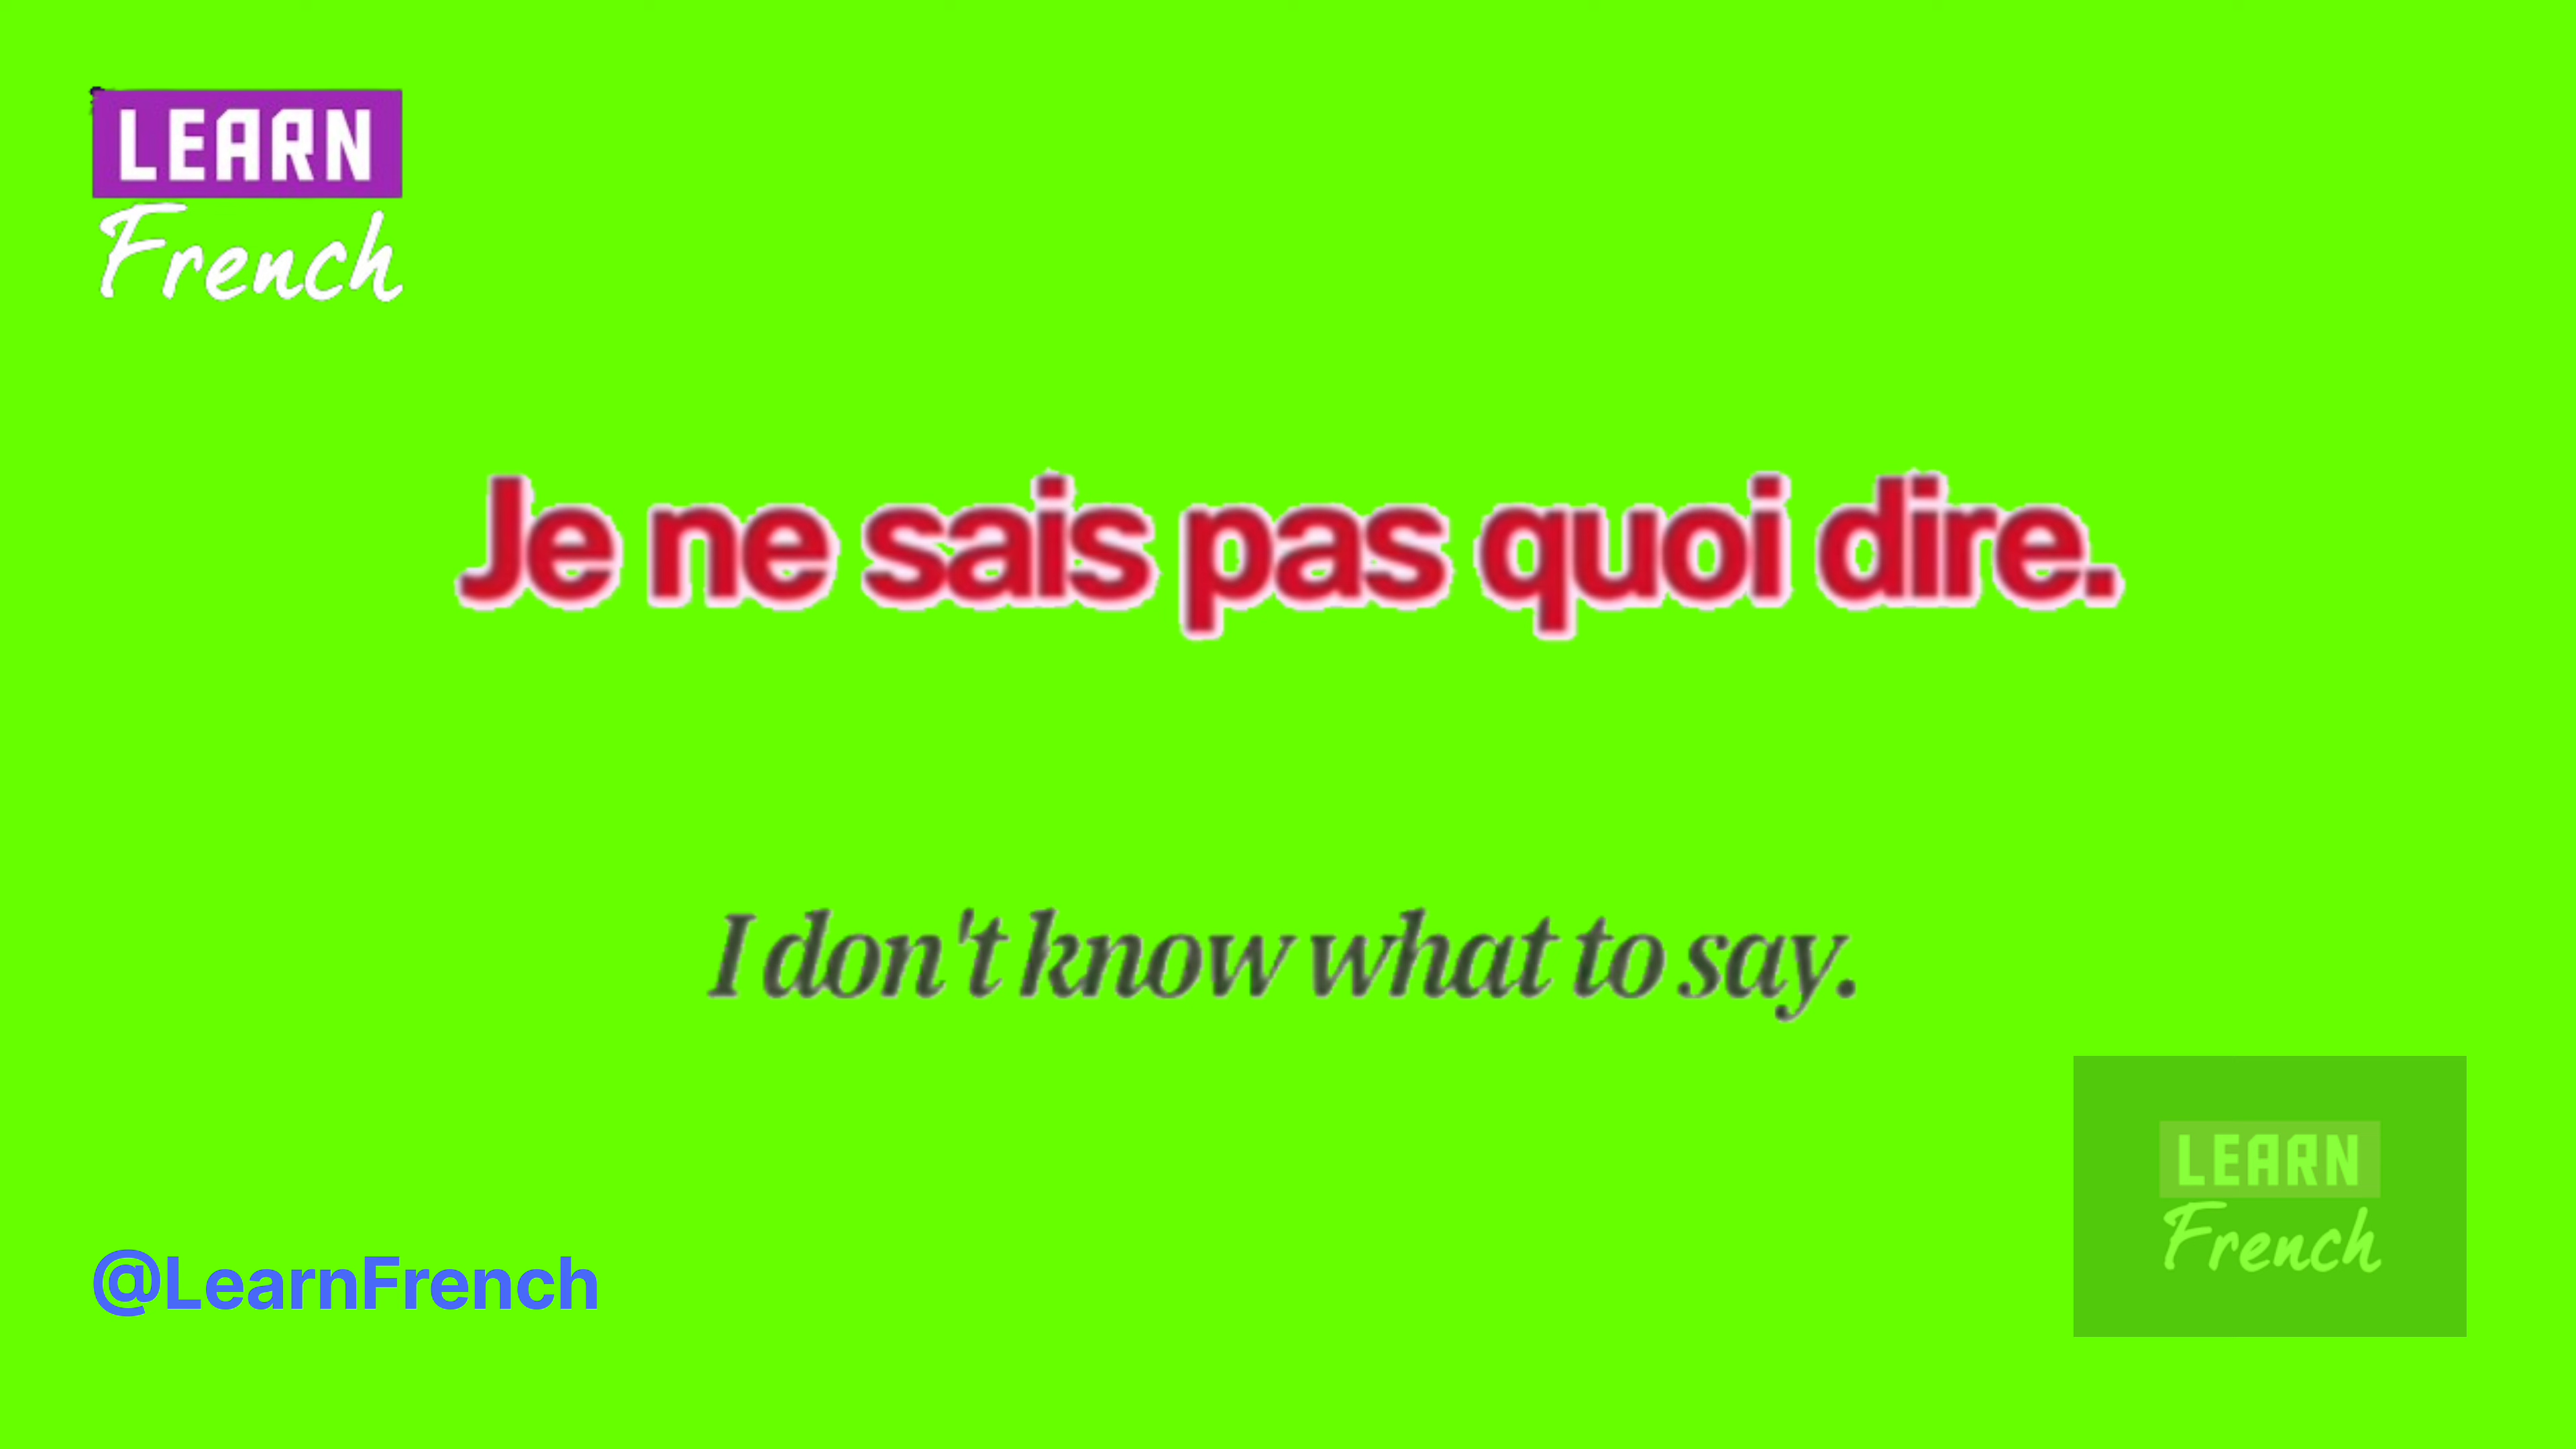 LEARN
French
Je ne sais pas quoi dire.
I don't know what to say.
LEARN
French
@LearnFrench